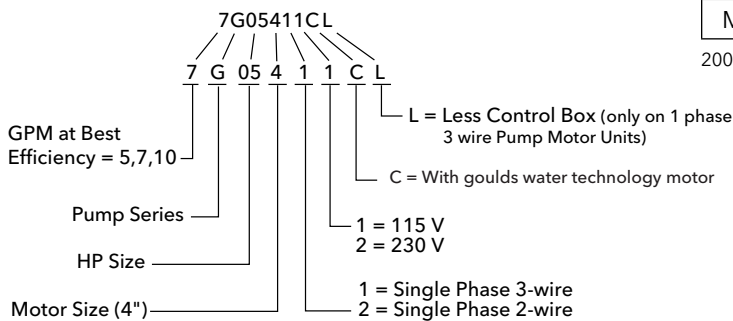 7G05411CL
7 G 05 4 1 1 C L
L = Less Control Box (only on 1 phase
3 wire Pump Motor Units)
GPM at Best
Efficiency = 5,7,10
C = With goulds water technology motor
Pump Series
1 = 115 V
2 = 230 V
HP Size
1 = Single Phase 3-wire
2 = Single Phase 2-wire
Motor Size (4")
M
200